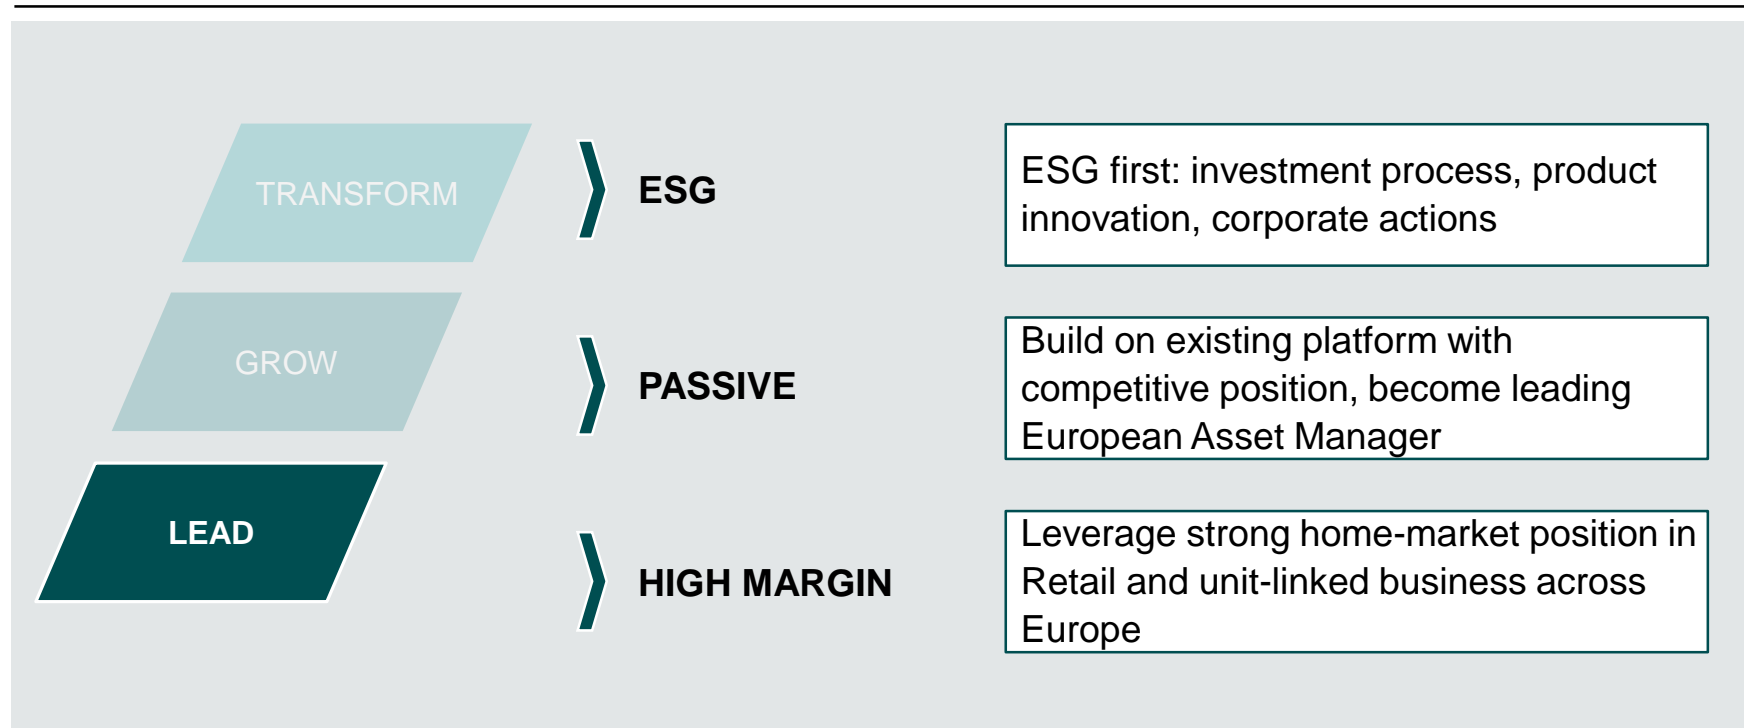 TRANSFORM
ESG
ESG first: investment process, product
innovation, corporate actions
GROW
PASSIVE
Build on existing platform with
competitive position, become leading
European Asset Manager
LEAD
HIGH MARGIN
Leverage strong home-market position in
Retail and unit-linked business across
Europe